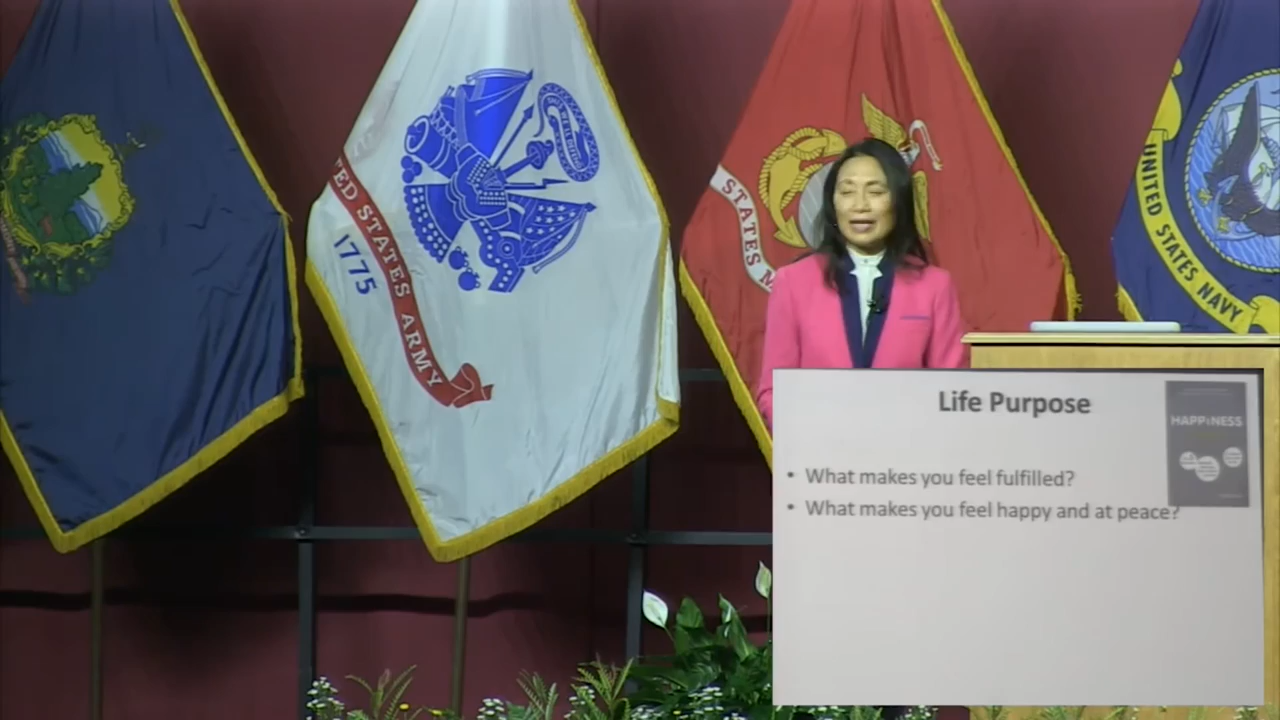 TED STATES ARMY
1775
STATES M
UNITED STATES NAVY
Life Purpose
HAPPiNESS
• What makes you feel fulfilled?
• What makes you feel happy and at peace?